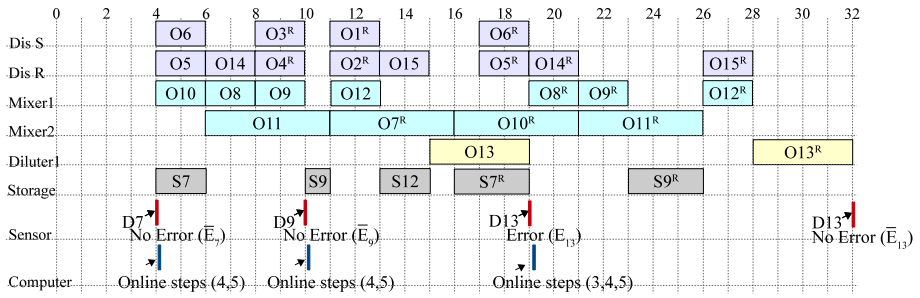 0 2 4 6 8 10 12 14 16 18 20 22 24 26 28 30 32
Dis S O6 O3ᴿ O1ᴿ O6ᴿ
Dis R O5 O14 O4ᴿ O2ᴿ O15 O5ᴿ O14ᴿ O15ᴿ
Mixer1 O10 O8 O9 O12 O8ᴿ O9ᴿ O12ᴿ
Mixer2 O11 O7ᴿ O10ᴿ O11ᴿ
Diluter1 O13 O13ᴿ
Storage S7 S9 S12 S7ᴿ S9ᴿ
D7 D9 D13 D13
Sensor No Error (E̅₇) No Error (E̅₉) Error (E₁₃) No Error (E̅₁₃)
Computer Online steps (4,5) Online steps (4,5) Online steps (3,4,5)